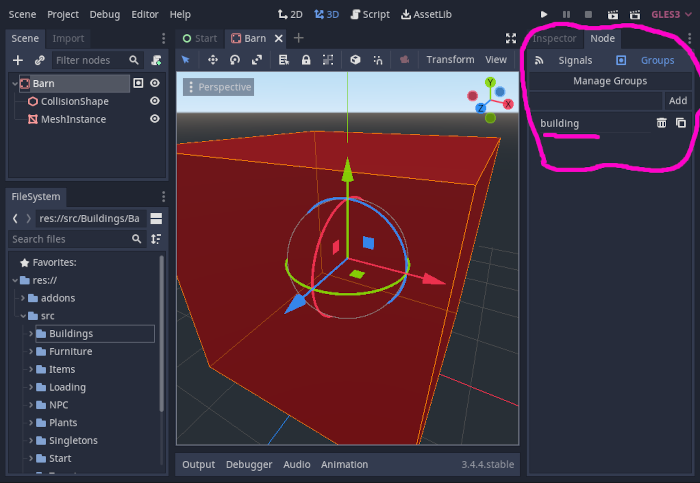 Scene Project Debug Editor Help 2D 3D Script AssetLib GLES3
Scene Import
Filter nodes
Barn
CollisionShape
MeshInstance
FileSystem
res://src/Buildings/Ba
Search files
Favorites:
res://
addons
src
Buildings
Furniture
Items
Loading
NPC
Plants
Singletons
Start
Start Barn
Transform View
Perspective
Y
X
Z
Output Debugger Audio Animation 3.4.4.stable
Inspector Node
Signals Groups
Manage Groups
Add
building